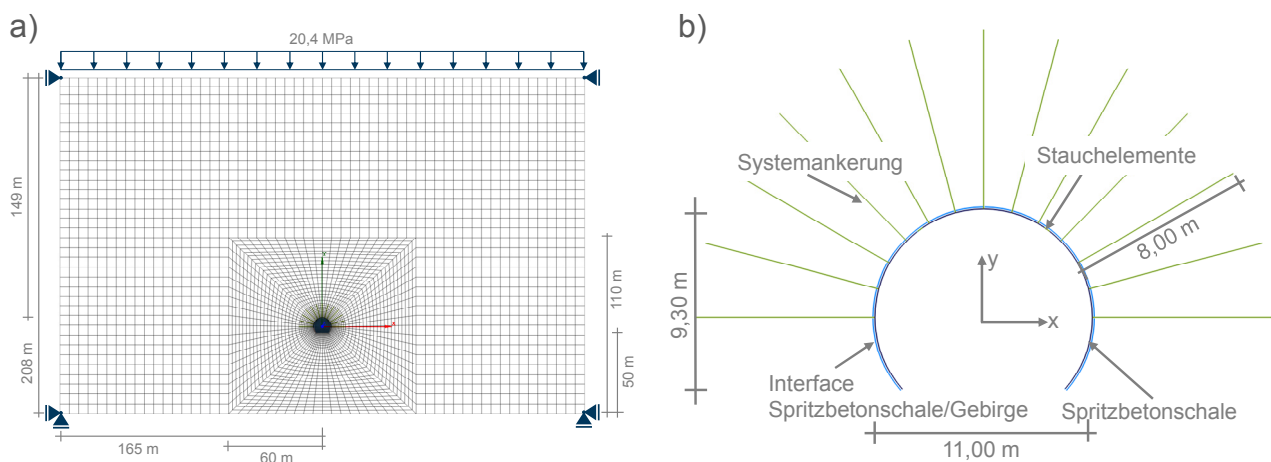 a)
20,4 MPa
149 m
208 m
110 m
50 m
165 m
60 m
x
b)
Systemankerung
Stauchelemente
8,00 m
9,30 m
y
x
Interface
Spritzbetonschale/Gebirge
Spritzbetonschale
11,00 m